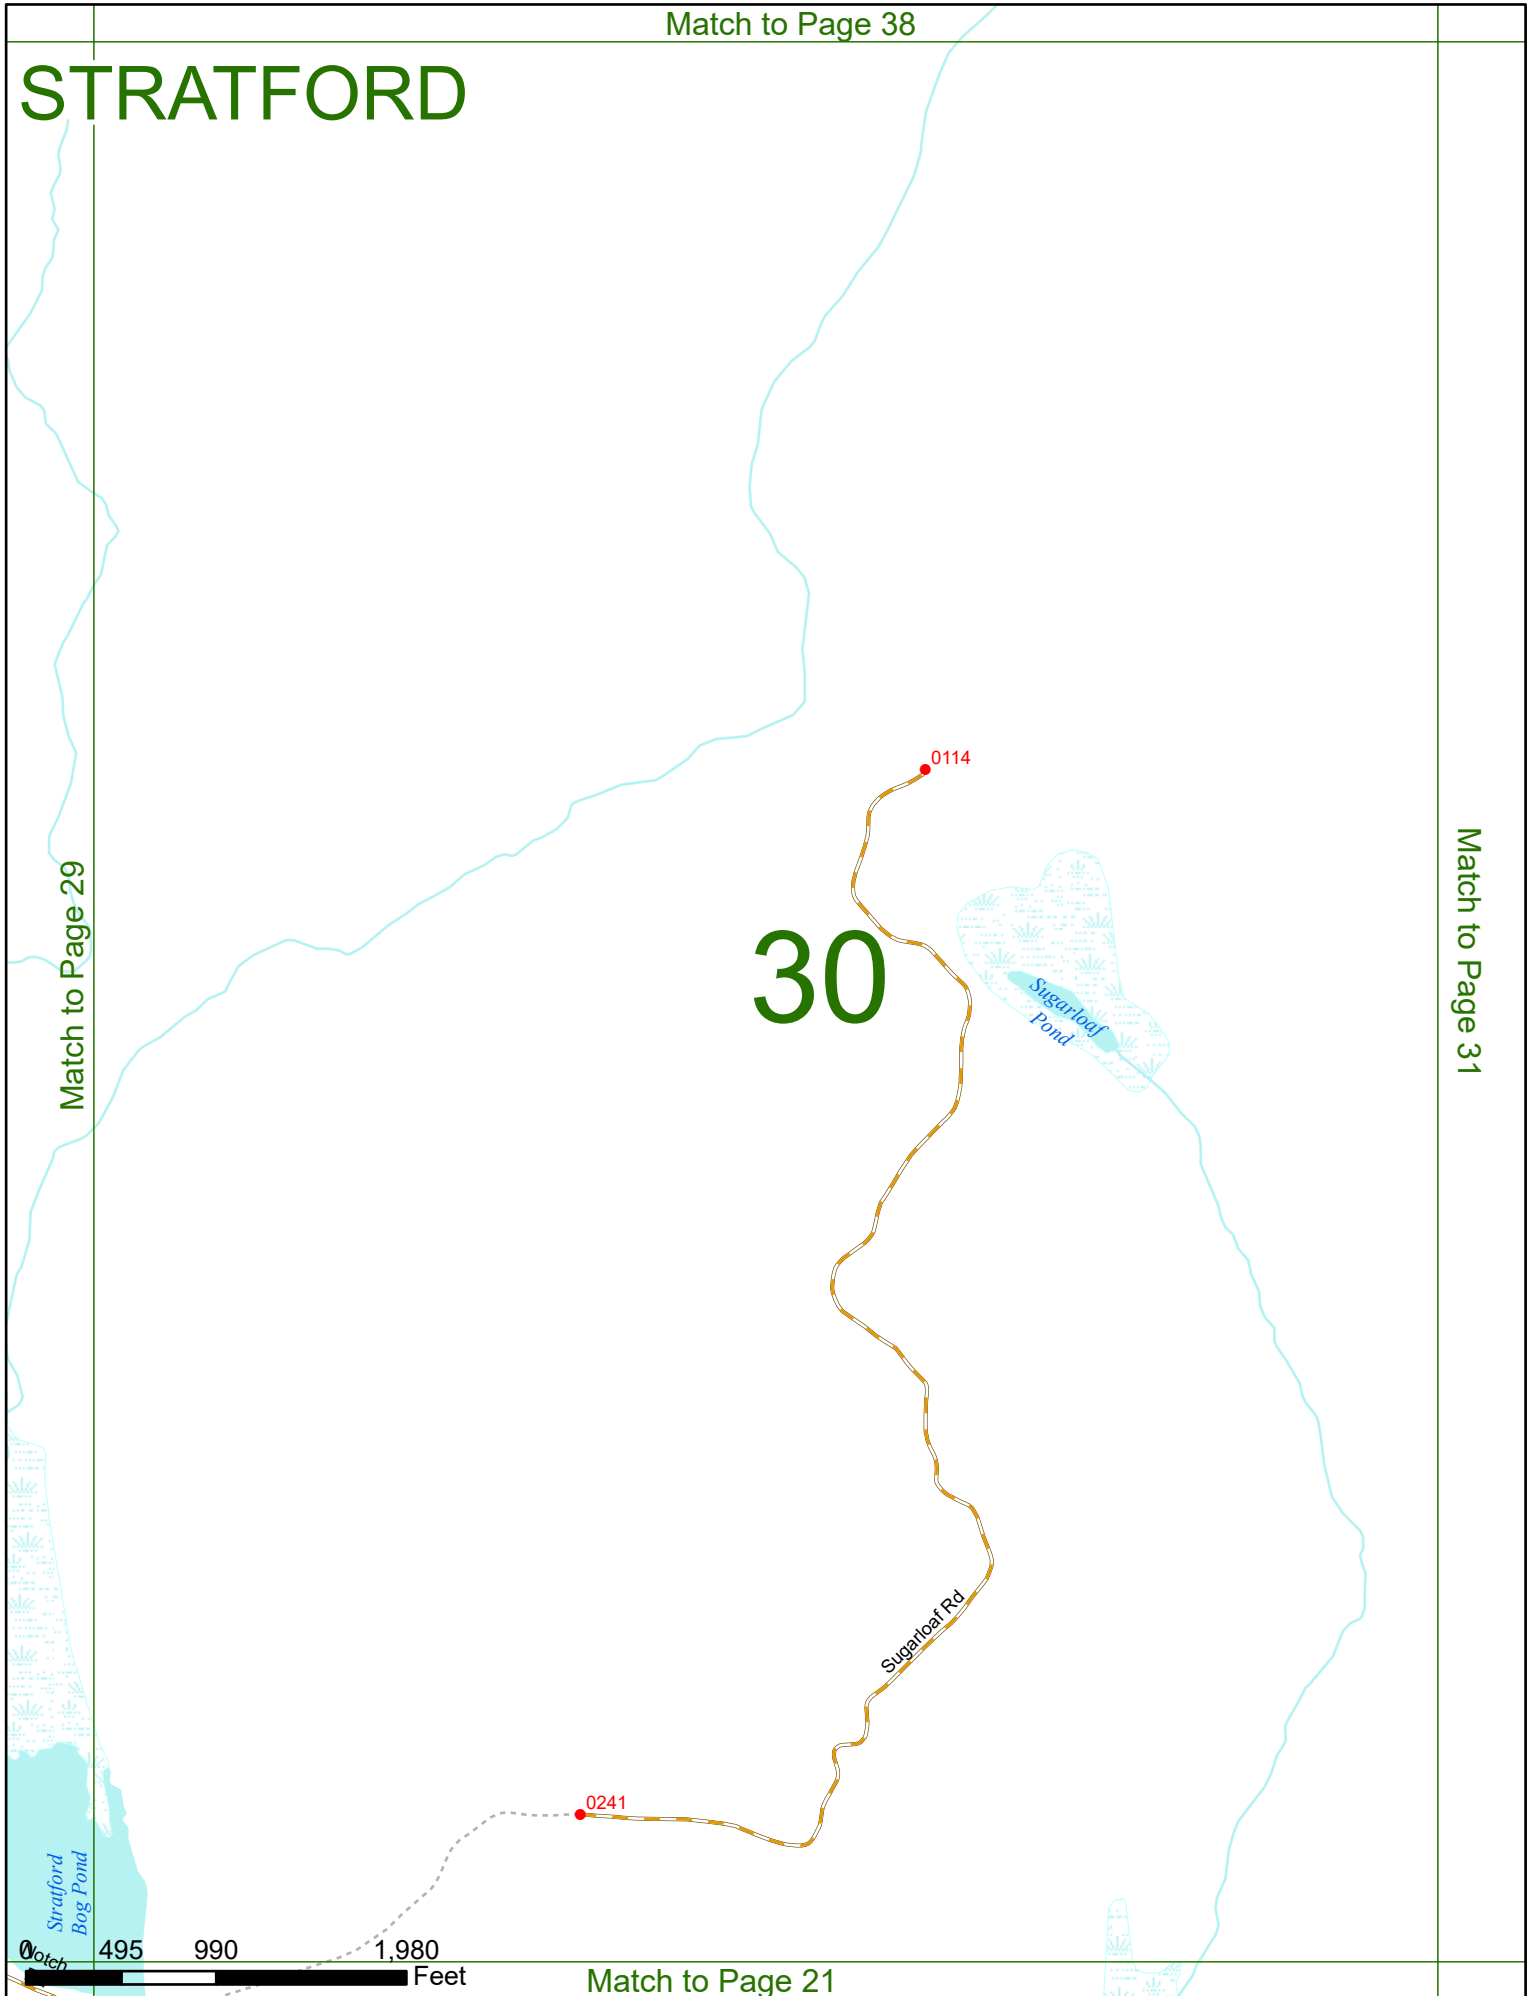 Match to Page 38
STRATFORD
0114
Match to Page 29
30
Match to Page 31
Sugarloaf
Pond
Sugarloaf Rd
0241
Stratford
Bog Pond
Notch
0 495 990 1,980
Feet
Match to Page 21